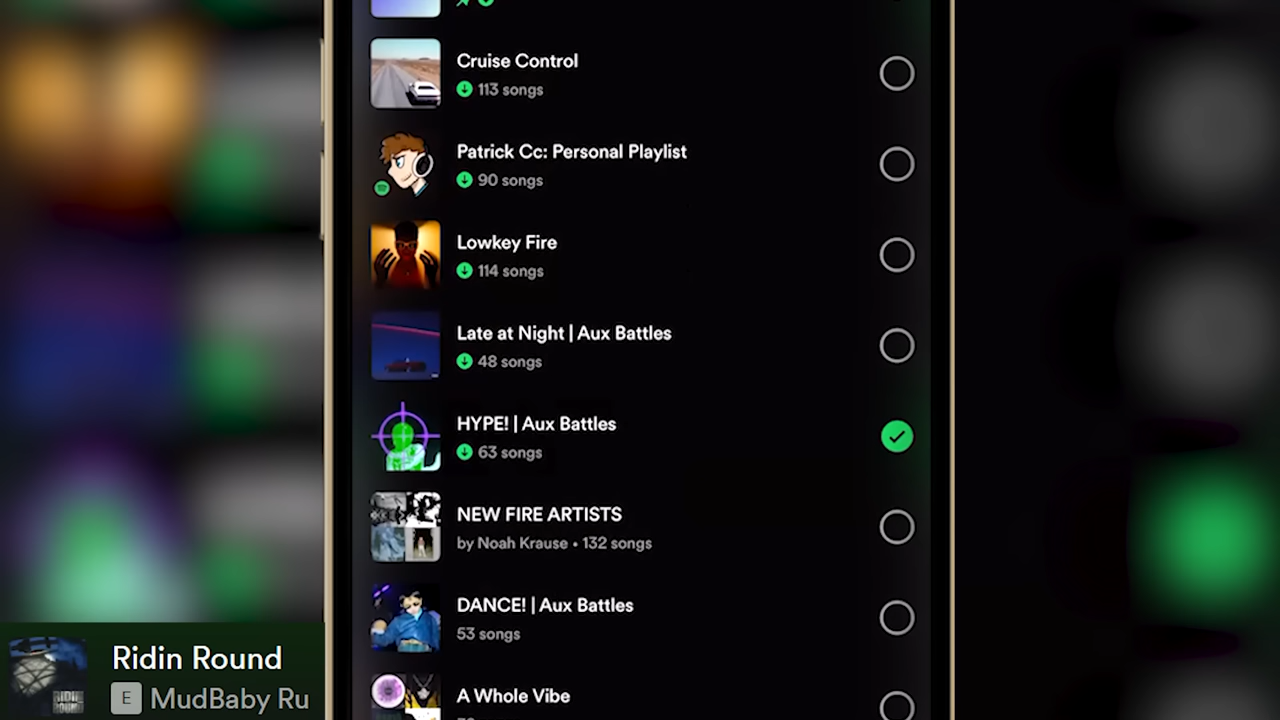 Cruise Control
113 songs
Patrick Cc: Personal Playlist
90 songs
Lowkey Fire
114 songs
Late at Night | Aux Battles
48 songs
HYPE! | Aux Battles
63 songs
NEW FIRE ARTISTS
by Noah Krause • 132 songs
DANCE! | Aux Battles
53 songs
A Whole Vibe
Ridin Round
E MudBaby Ru
RIDIN
ROUND